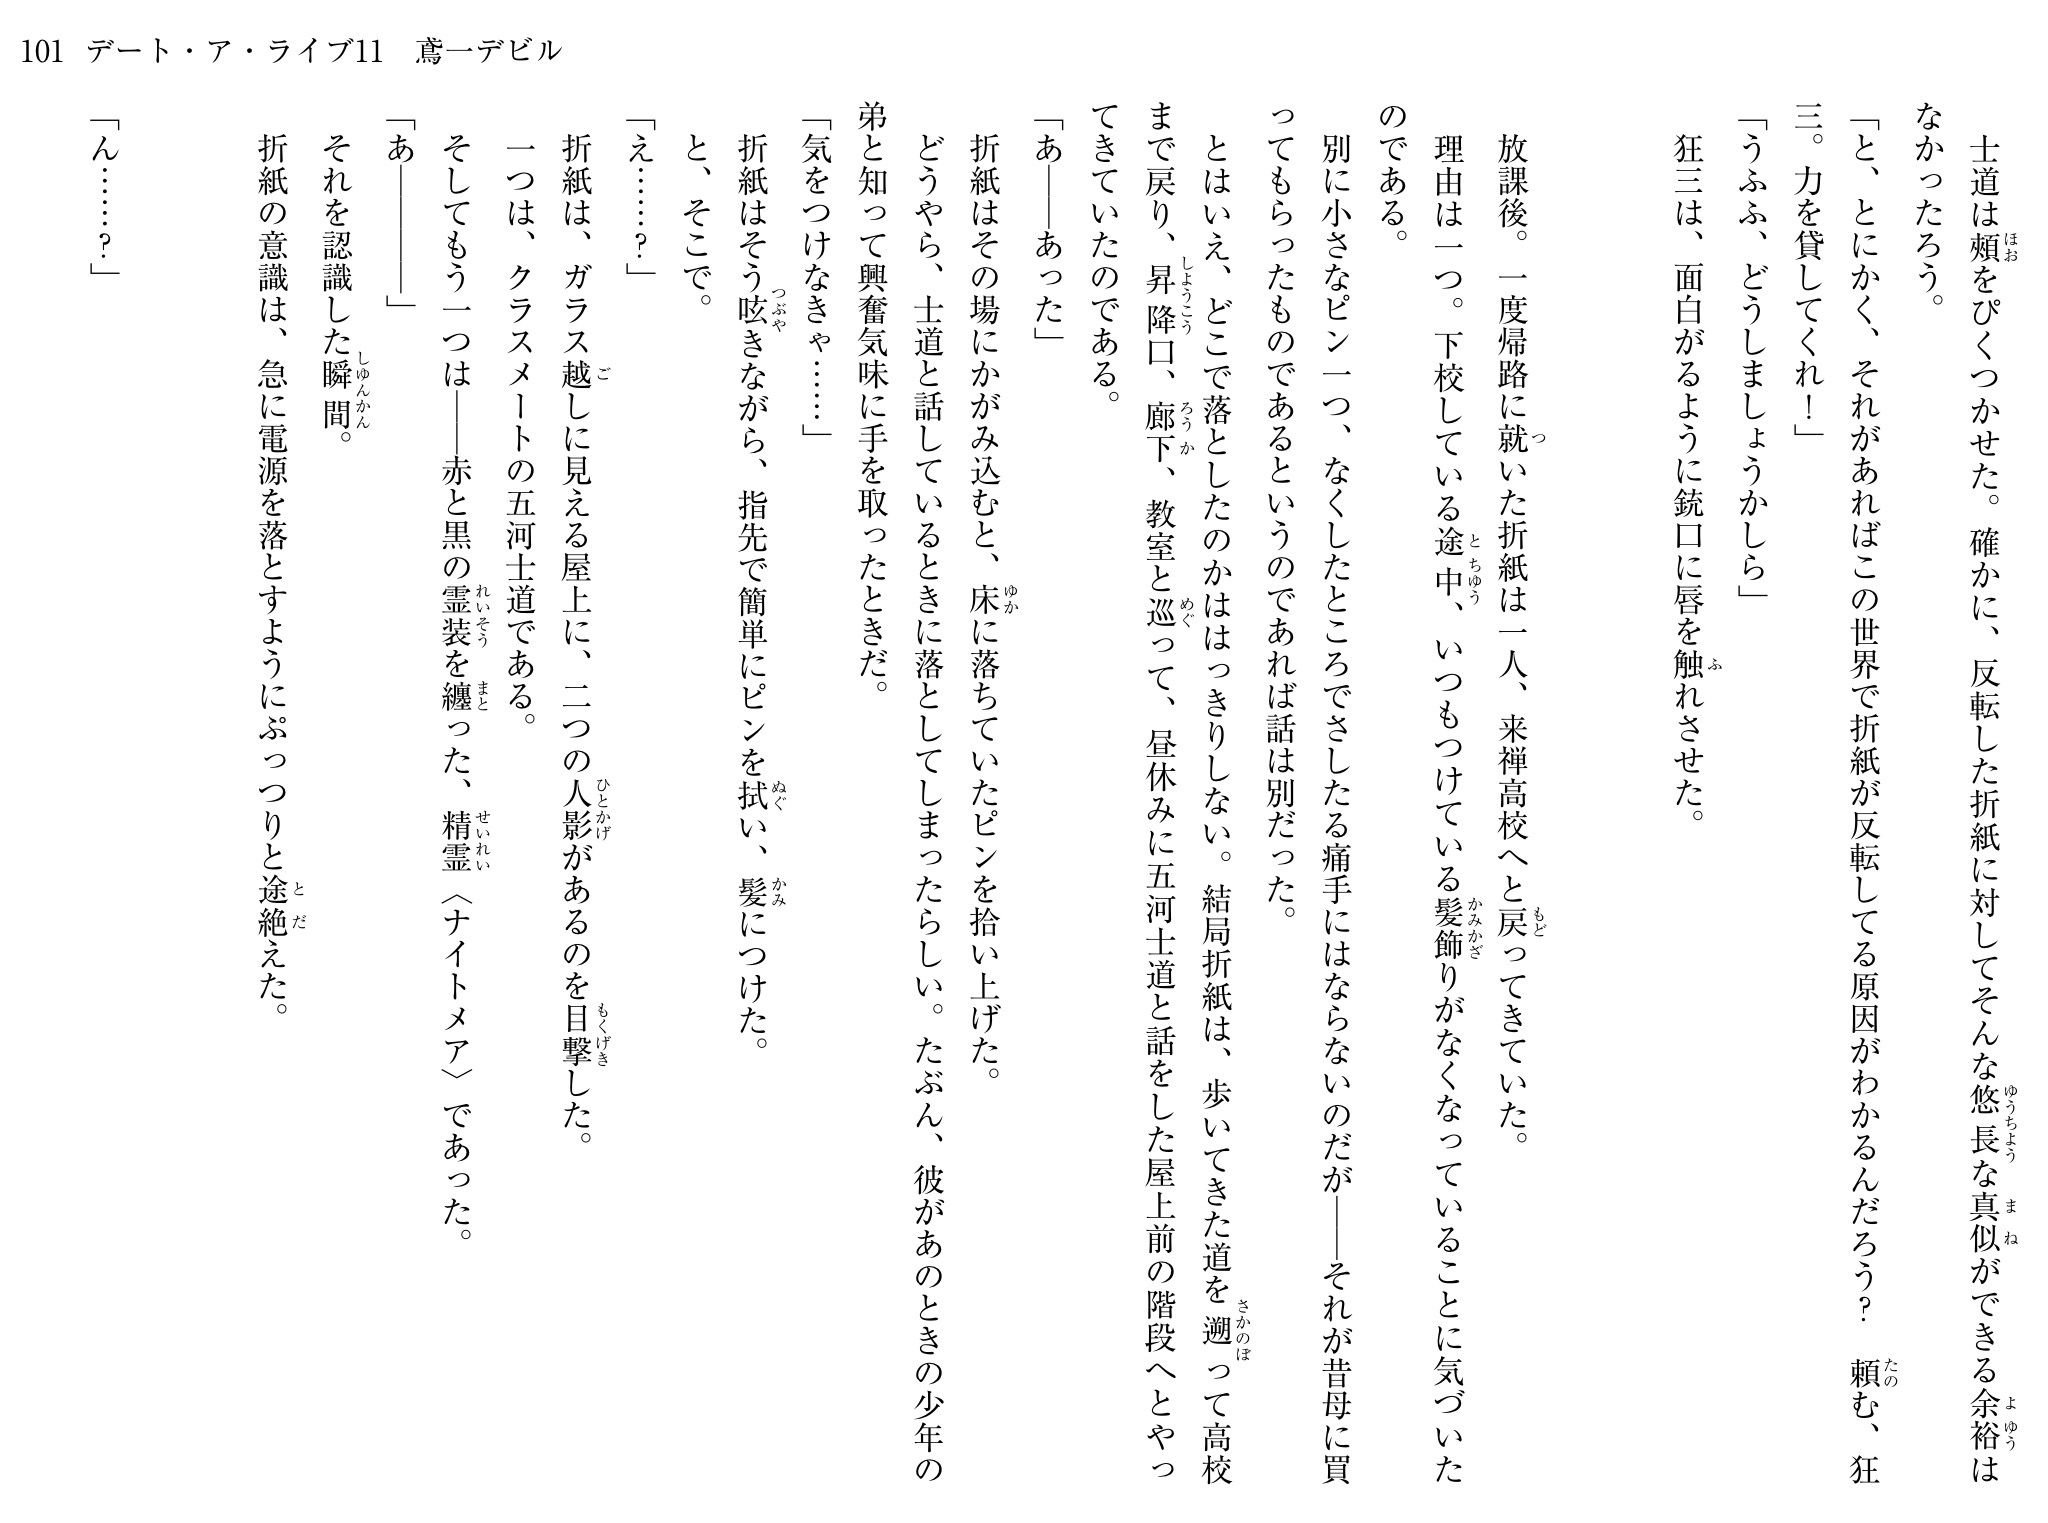 101 デート・ア・ライブ11　鳶一デビル
　士道は頬をぴくつかせた。確かに、反転した折紙に対してそんな悠長な真似ができる余裕は
なかったろう。
「と、とにかく、それがあればこの世界で折紙が反転してる原因がわかるんだろう？　頼む、狂
三。力を貸してくれ！」
「うふふ、どうしましょうかしら」
　狂三は、面白がるように銃口に唇を触れさせた。
　放課後。一度帰路に就いた折紙は一人、来禅高校へと戻ってきていた。
　理由は一つ。下校している途中、いつもつけている髪飾りがなくなっていることに気づいた
のである。
　別に小さなピン一つ、なくしたところでさしたる痛手にはならないのだが――それが昔母に買
ってもらったものであるというのであれば話は別だった。
　とはいえ、どこで落としたのかははっきりしない。結局折紙は、歩いてきた道を遡って高校
まで戻り、昇降口、廊下、教室と巡って、昼休みに五河士道と話をした屋上前の階段へとやっ
てきていたのである。
「あ――あった」
　折紙はその場にかがみ込むと、床に落ちていたピンを拾い上げた。
　どうやら、士道と話しているときに落としてしまったらしい。たぶん、彼があのときの少年の
弟と知って興奮気味に手を取ったときだ。
「気をつけなきゃ……」
　折紙はそう呟きながら、指先で簡単にピンを拭い、髪につけた。
　と、そこで。
「え……？」
　折紙は、ガラス越しに見える屋上に、二つの人影があるのを目撃した。
　一つは、クラスメートの五河士道である。
　そしてもう一つは――赤と黒の霊装を纏った、精霊〈ナイトメア〉であった。
「あ――――」
　それを認識した瞬間。
　折紙の意識は、急に電源を落とすようにぷっつりと途絶えた。
「ん……？」